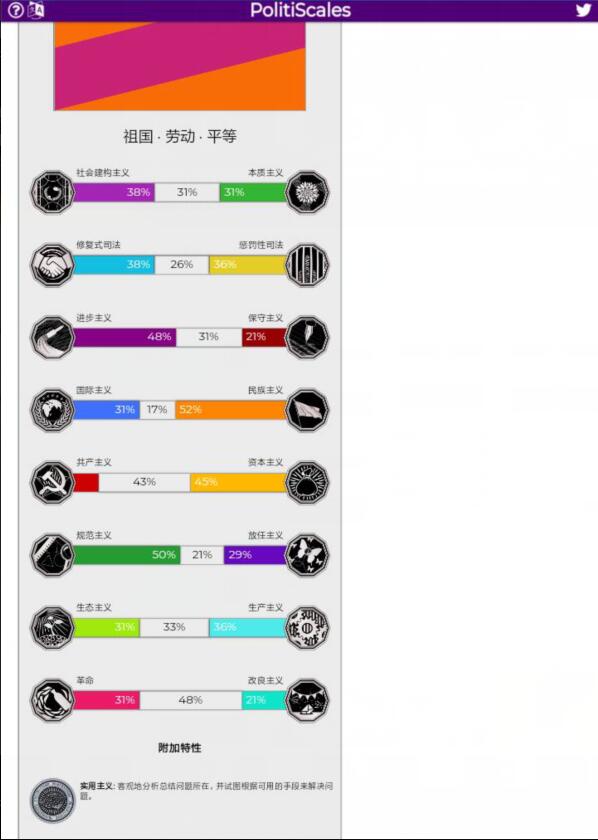 PolitiScales
祖国 · 劳动 · 平等
社会建构主义 本质主义
38% 31% 31%
修复式司法 惩罚性司法
38% 26% 36%
进步主义 保守主义
48% 31% 21%
国际主义 民族主义
31% 17% 52%
共产主义 资本主义
43% 45%
规范主义 放任主义
50% 21% 29%
生态主义 生产主义
31% 33% 36%
革命 改良主义
31% 48% 21%
附加特性
实用主义: 客观地分析总结问题所在，并试图根据可用的手段来解决问
题。